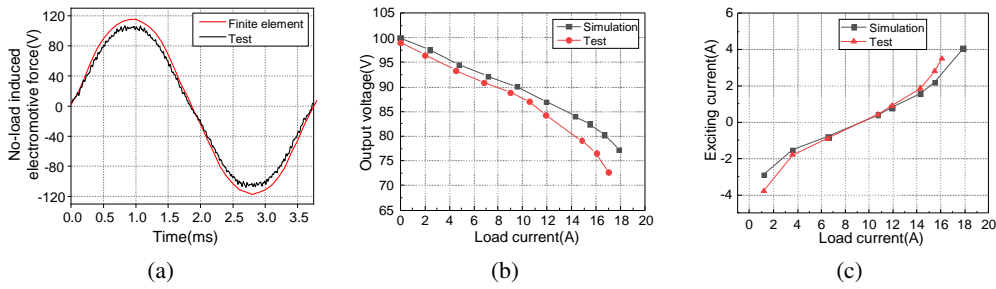 No-load induced
electromotive force(V)
120
80
40
0
-40
-80
-120
Finite element
Test
0.0 0.5 1.0 1.5 2.0 2.5 3.0 3.5
Time(ms)
(a)
Output voltage(V)
105
100
95
90
85
80
75
70
65
Simulation
Test
0 2 4 6 8 10 12 14 16 18 20
Load current(A)
(b)
Exciting current(A)
6
4
2
0
-2
-4
Simulation
Test
0 2 4 6 8 10 12 14 16 18 20
Load current(A)
(c)